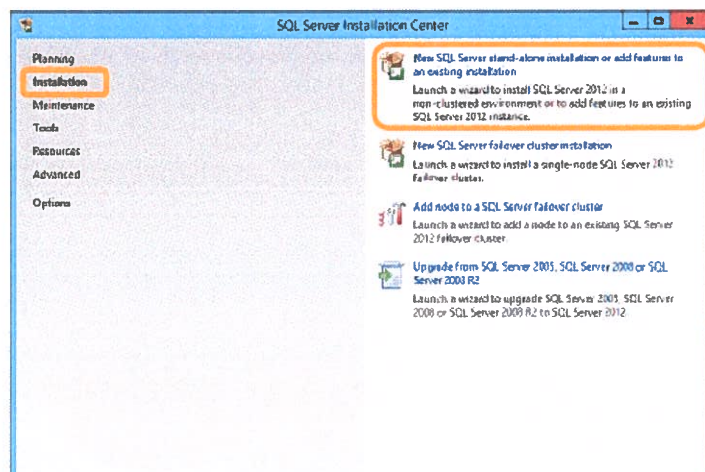 SQL Server Installation Center
Planning
Installation
Maintenance
Tools
Resources
Advanced
Options
New SQL Server stand-alone installation or add features to
an existing installation
Launch a wizard to install SQL Server 2012 in a
non-clustered environment or to add features to an existing
SQL Server 2012 instance.
New SQL Server failover cluster installation
Launch a wizard to install a single-node SQL Server 2012
failover cluster.
Add node to a SQL Server failover cluster
Launch a wizard to add a node to an existing SQL Server
2012 failover cluster.
Upgrade from SQL Server 2005, SQL Server 2008 or SQL
Server 2008 R2
Launch a wizard to upgrade SQL Server 2005, SQL Server
2008 or SQL Server 2008 R2 to SQL Server 2012.